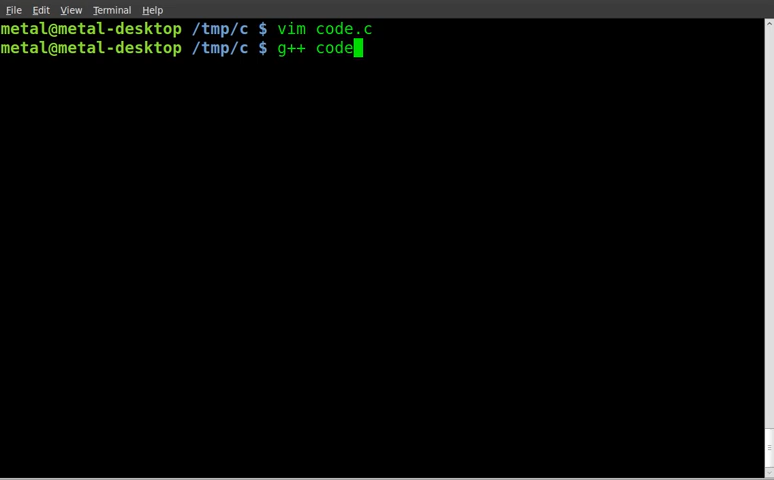 File Edit View Terminal Help
metal@metal-desktop /tmp/c $ vim code.c
metal@metal-desktop /tmp/c $ g++ code